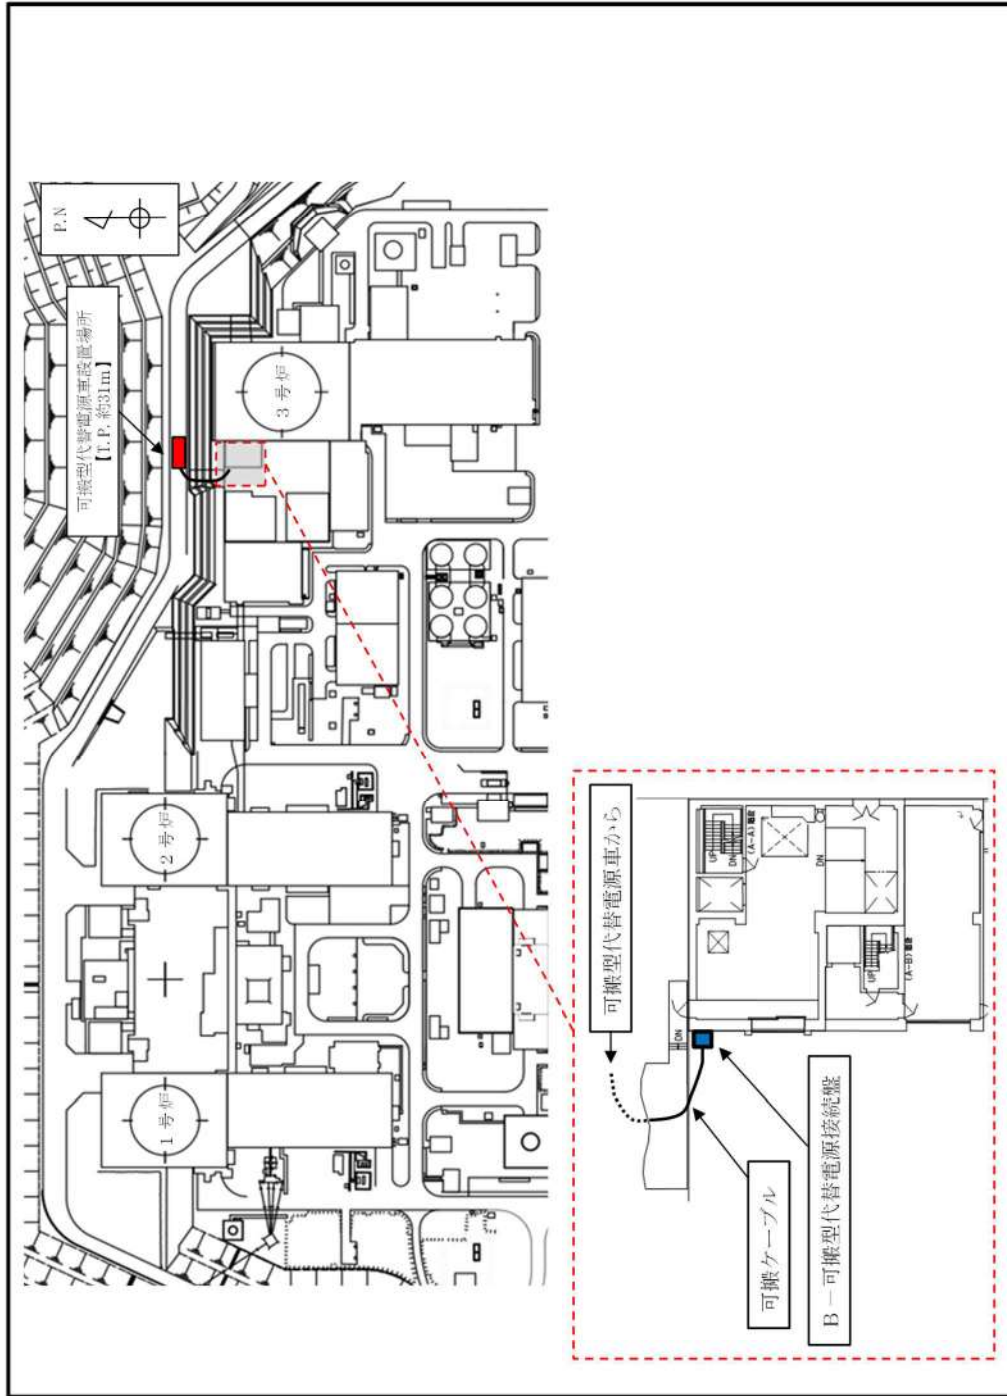 P.N
可搬型代替電源車設置場所
【T.P. 約31m】
3号炉
2号炉
1号炉
可搬型代替電源車から
UP
DN
(A-A)階段
DN
UP
(A-B)階段
DN
可搬ケーブル
B-可搬型代替電源接続盤